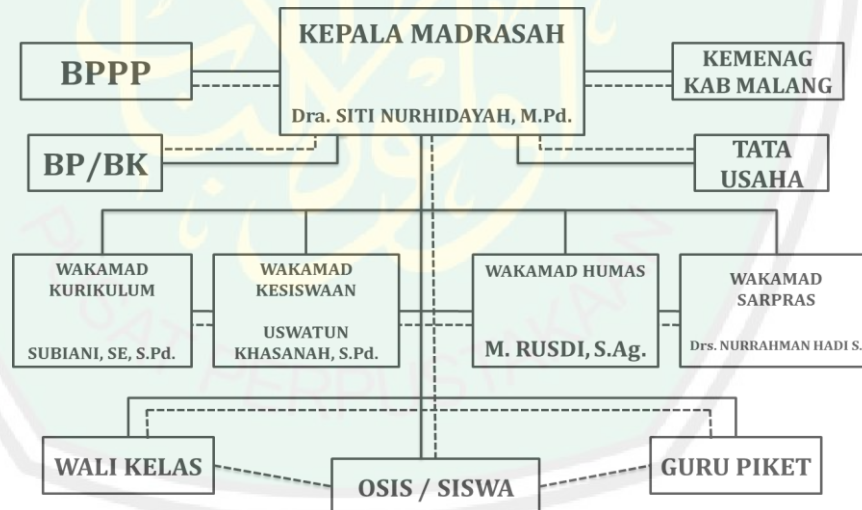 KEPALA MADRASAH
Dra. SITI NURHIDAYAH, M.Pd.
BPPP
KEMENAG
KAB MALANG
BP/BK
TATA
USAHA
WAKAMAD
KURIKULUM
SUBIANI, SE, S.Pd.
WAKAMAD
KESISWAAN
USWATUN
KHASANAH, S.Pd.
WAKAMAD HUMAS
M. RUSDI, S.Ag.
WAKAMAD
SARPRAS
Drs. NURRAHMAN HADI S.
WALI KELAS
OSIS / SISWA
GURU PIKET
PUSAT PERPUSTAKAAN